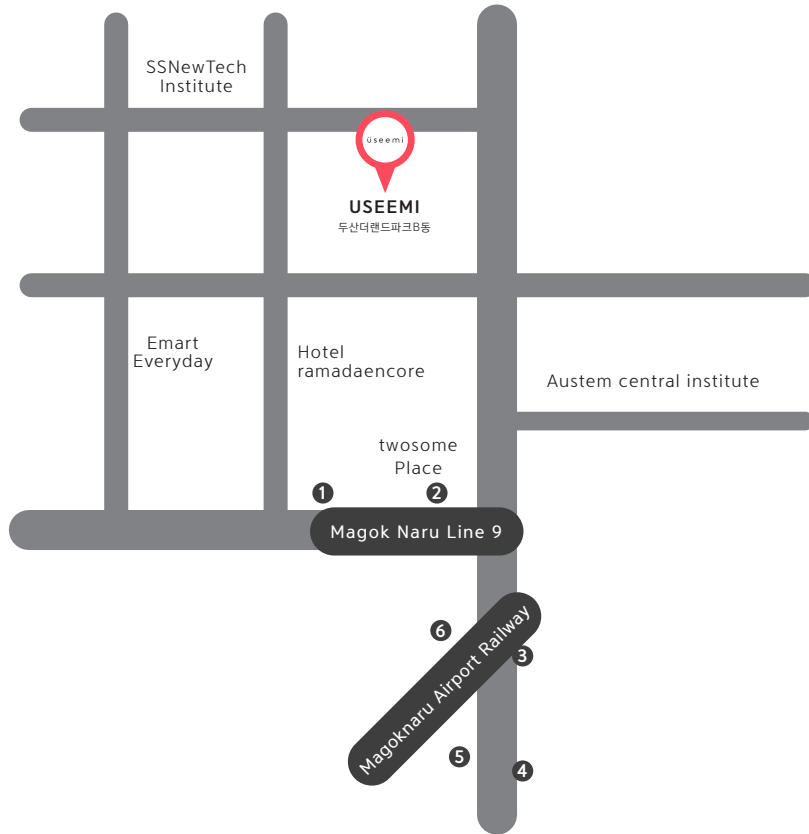 SSNewTech
Institute
üseemi
USEEMI
두산더랜드파크B동
Emart
Everyday
Hotel
ramadaencore
Austem central institute
twosome
Place
1
2
Magok Naru Line 9
6
3
Magoknaru Airport Railway
5
4